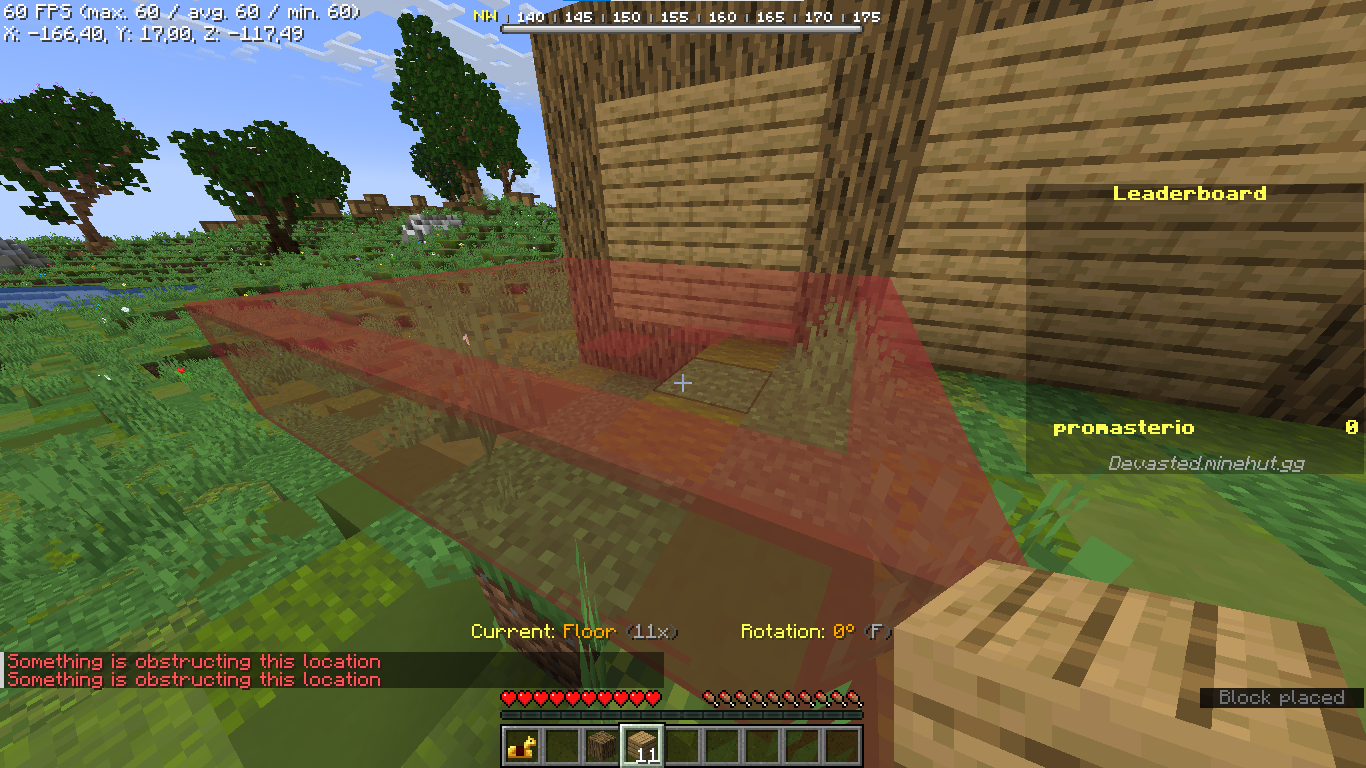 60 FPS (max. 60 / avg. 60 / min. 60)
X: -166,40, Y: 17,00, Z: -117,49
NW 140 145 150 155 160 165 170 175
Leaderboard
promasterio 0
Devasted.minehut.gg
Current: Floor (11x) Rotation: 0° (F)
Something is obstructing this location
Something is obstructing this location
Block placed
11